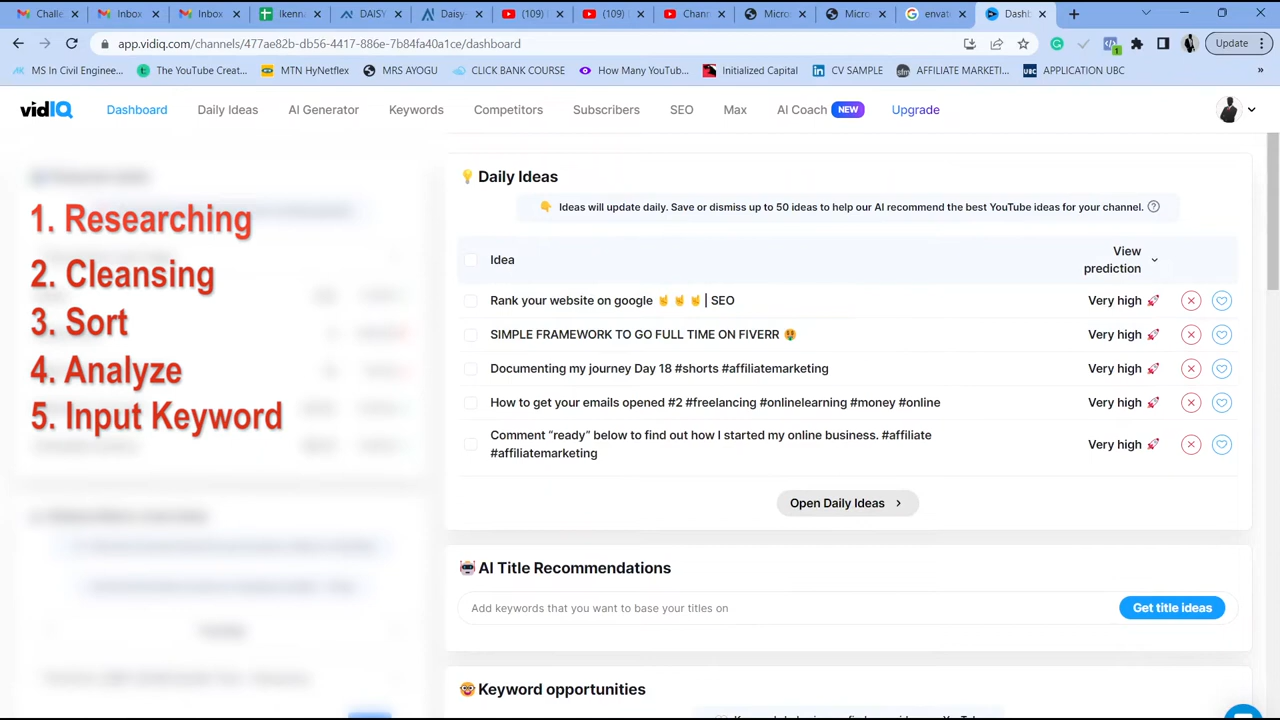 Challe
Inbox
Inbox
Ikenna
DAISY
Daisy-
(109)
(109)
Chann
Micros
Micros
envat
Dashb
app.vidiq.com/channels/477ae82b-db56-4417-886e-7b84fa40a1ce/dashboard
Update
MS In Civil Enginee...
The YouTube Creat...
MTN HyNetflex
MRS AYOGU
CLICK BANK COURSE
How Many YouTub...
Initialized Capital
CV SAMPLE
AFFILIATE MARKETI...
APPLICATION UBC
»
vidIQ
Dashboard
Daily Ideas
AI Generator
Keywords
Competitors
Subscribers
SEO
Max
AI Coach NEW
Upgrade
1. Researching
2. Cleansing
3. Sort
4. Analyze
5. Input Keyword
💡 Daily Ideas
👇 Ideas will update daily. Save or dismiss up to 50 ideas to help our AI recommend the best YouTube ideas for your channel.
Idea
View
prediction
Rank your website on google 🤘🤘🤘| SEO
Very high 🚀
SIMPLE FRAMEWORK TO GO FULL TIME ON FIVERR 🤑
Very high 🚀
Documenting my journey Day 18 #shorts #affiliatemarketing
Very high 🚀
How to get your emails opened #2 #freelancing #onlinelearning #money #online
Very high 🚀
Comment “ready” below to find out how I started my online business. #affiliate
#affiliatemarketing
Very high 🚀
Open Daily Ideas >
🤖 AI Title Recommendations
Add keywords that you want to base your titles on
Get title ideas
🤓 Keyword opportunities